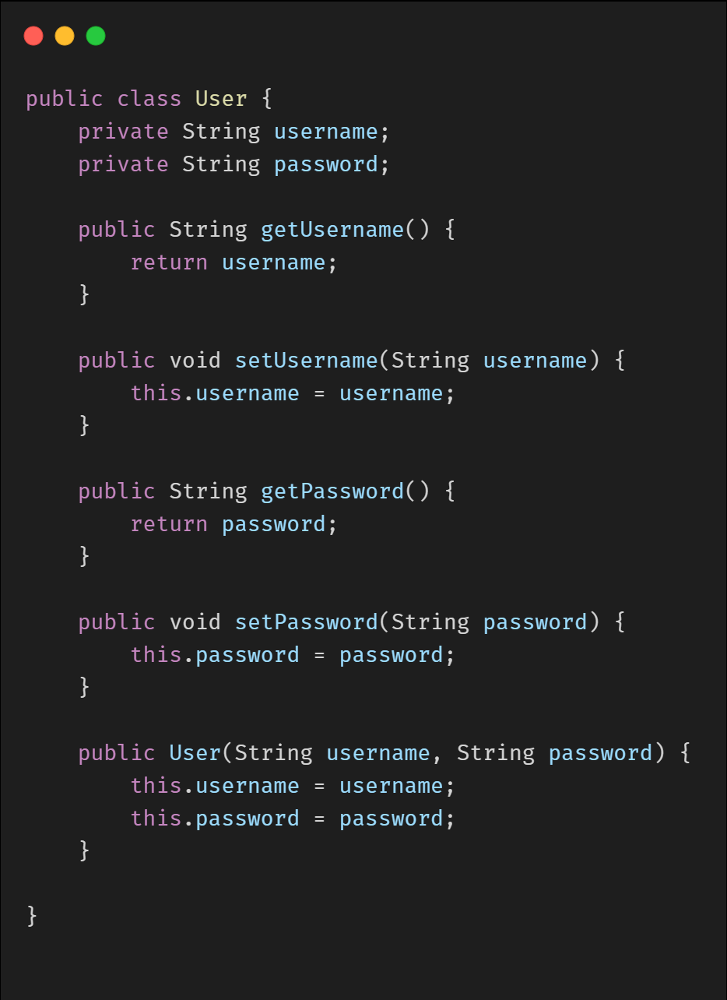 public class User {
    private String username;
    private String password;

    public String getUsername() {
        return username;
    }

    public void setUsername(String username) {
        this.username = username;
    }

    public String getPassword() {
        return password;
    }

    public void setPassword(String password) {
        this.password = password;
    }

    public User(String username, String password) {
        this.username = username;
        this.password = password;
    }

}